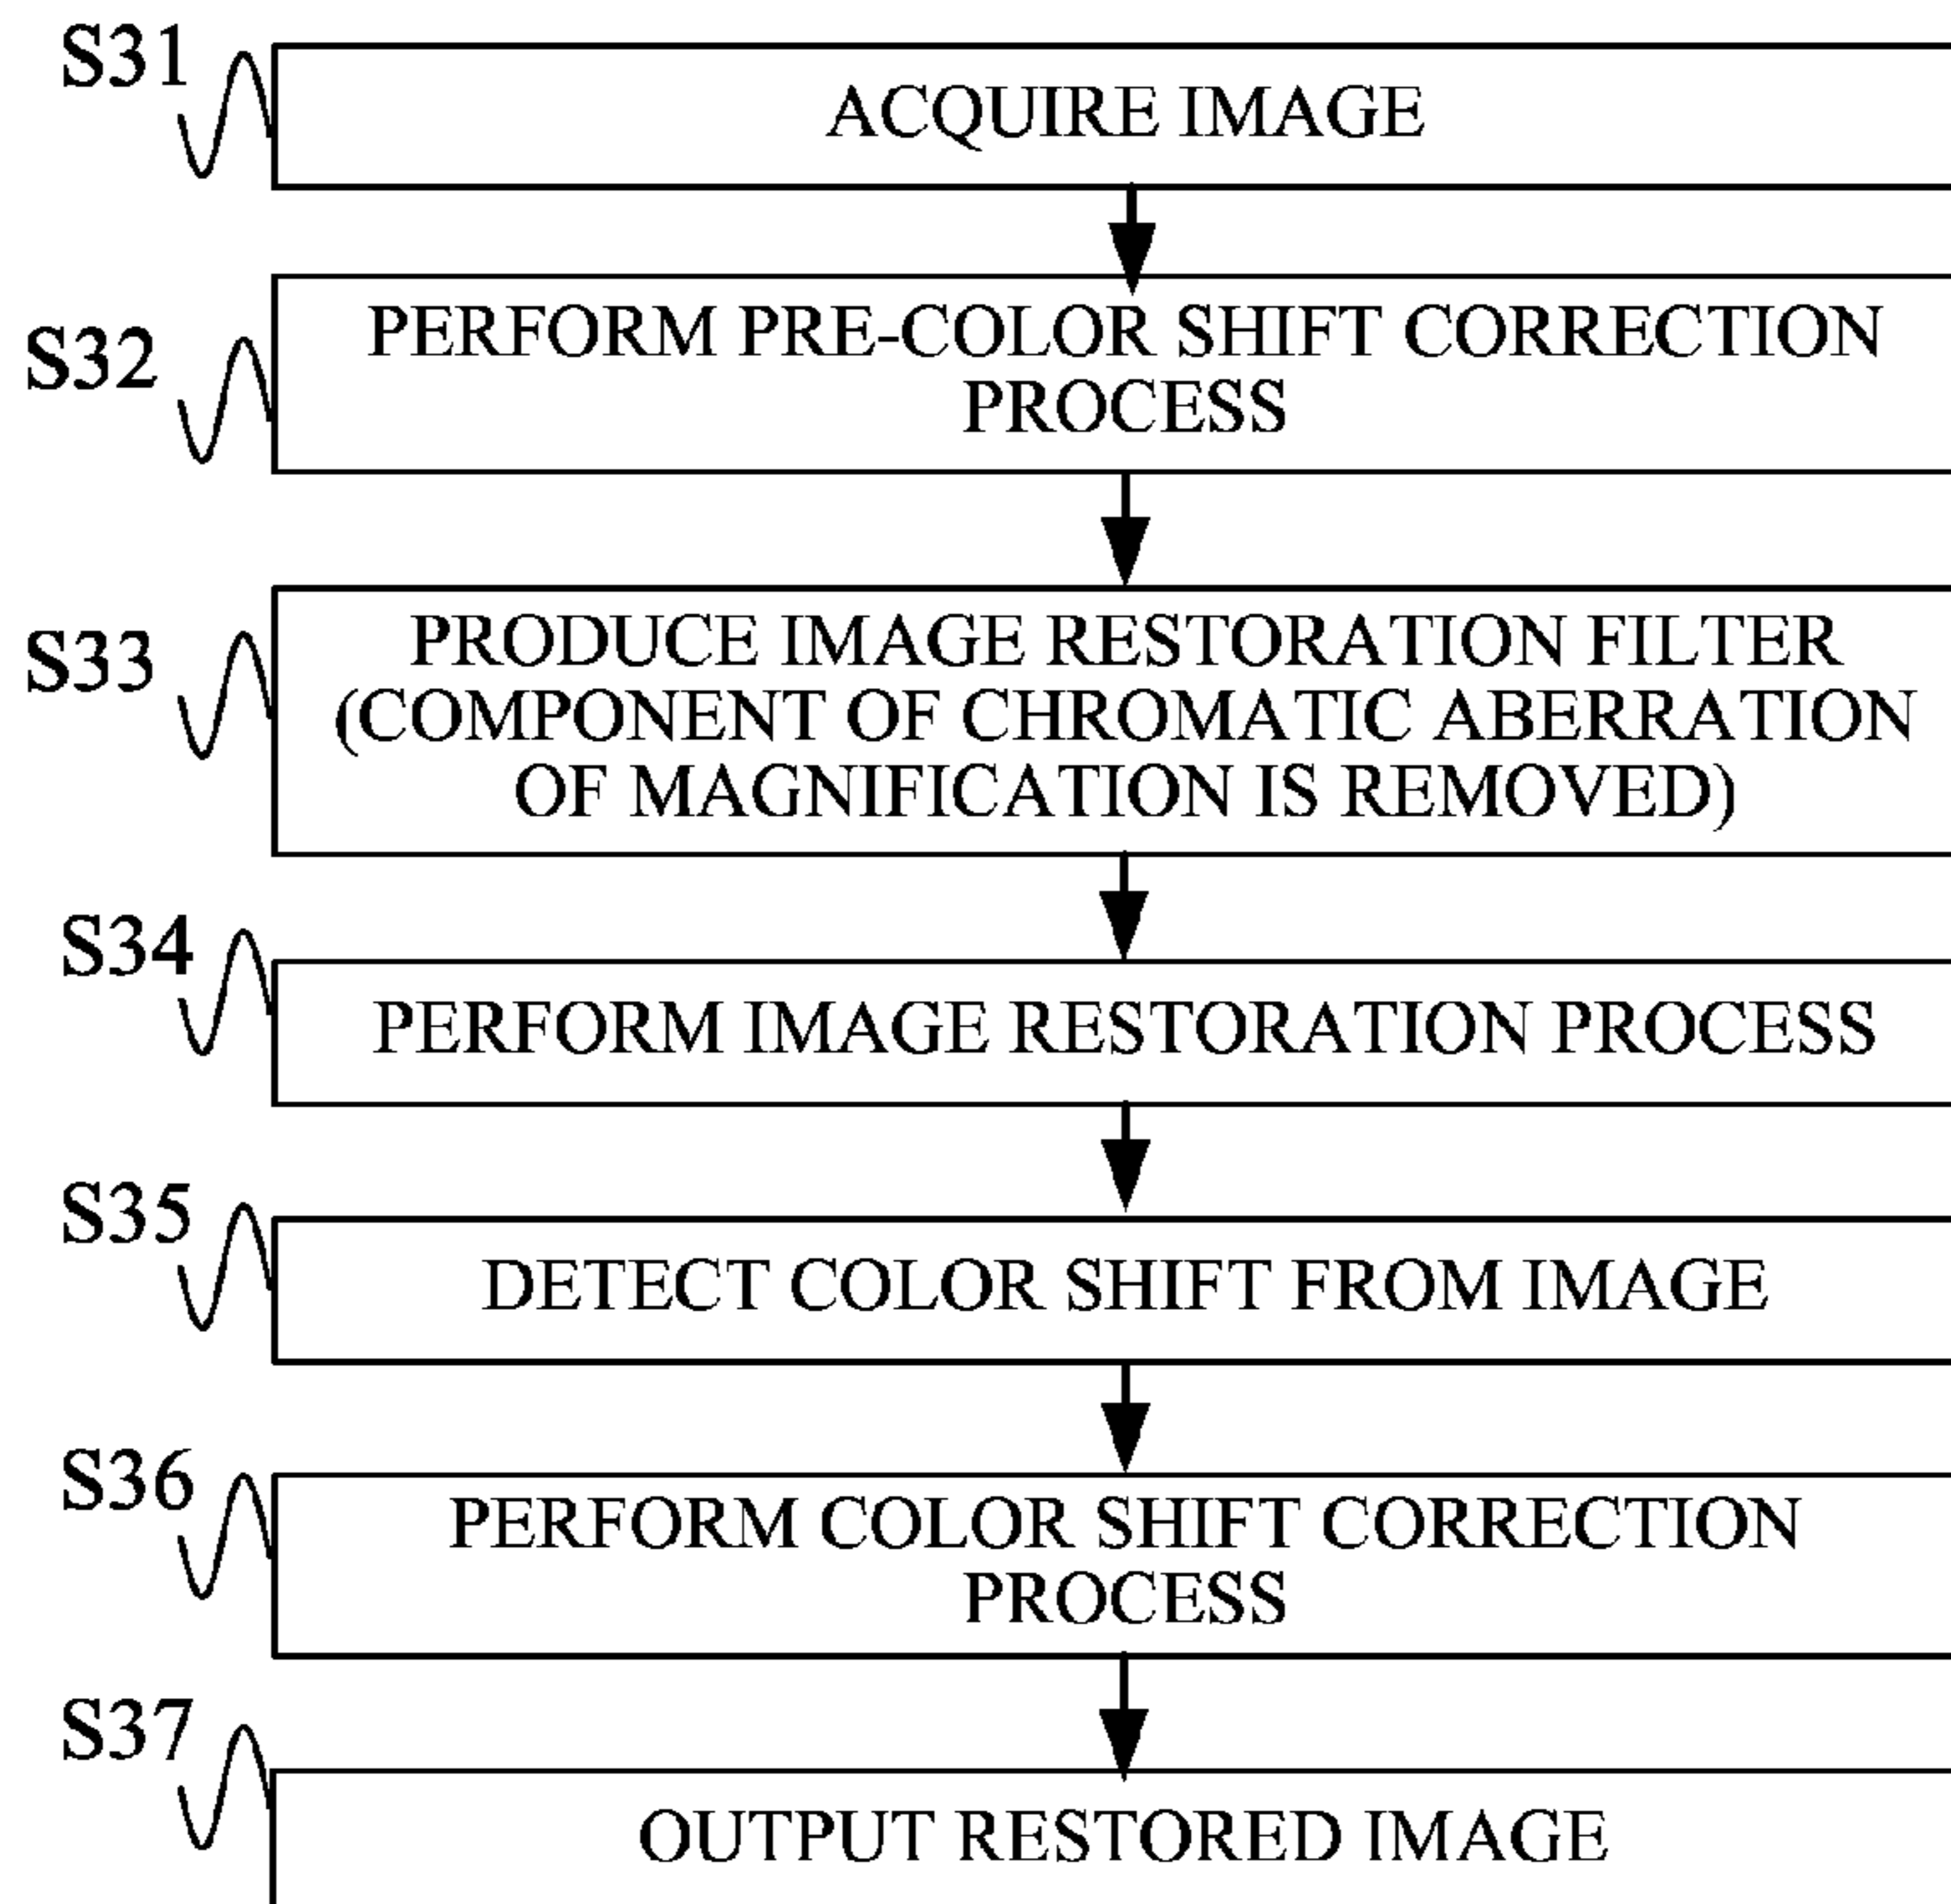 S31
ACQUIRE IMAGE
S32
PERFORM PRE-COLOR SHIFT CORRECTION
PROCESS
S33
PRODUCE IMAGE RESTORATION FILTER
(COMPONENT OF CHROMATIC ABERRATION
OF MAGNIFICATION IS REMOVED)
S34
PERFORM IMAGE RESTORATION PROCESS
S35
DETECT COLOR SHIFT FROM IMAGE
S36
PERFORM COLOR SHIFT CORRECTION
PROCESS
S37
OUTPUT RESTORED IMAGE